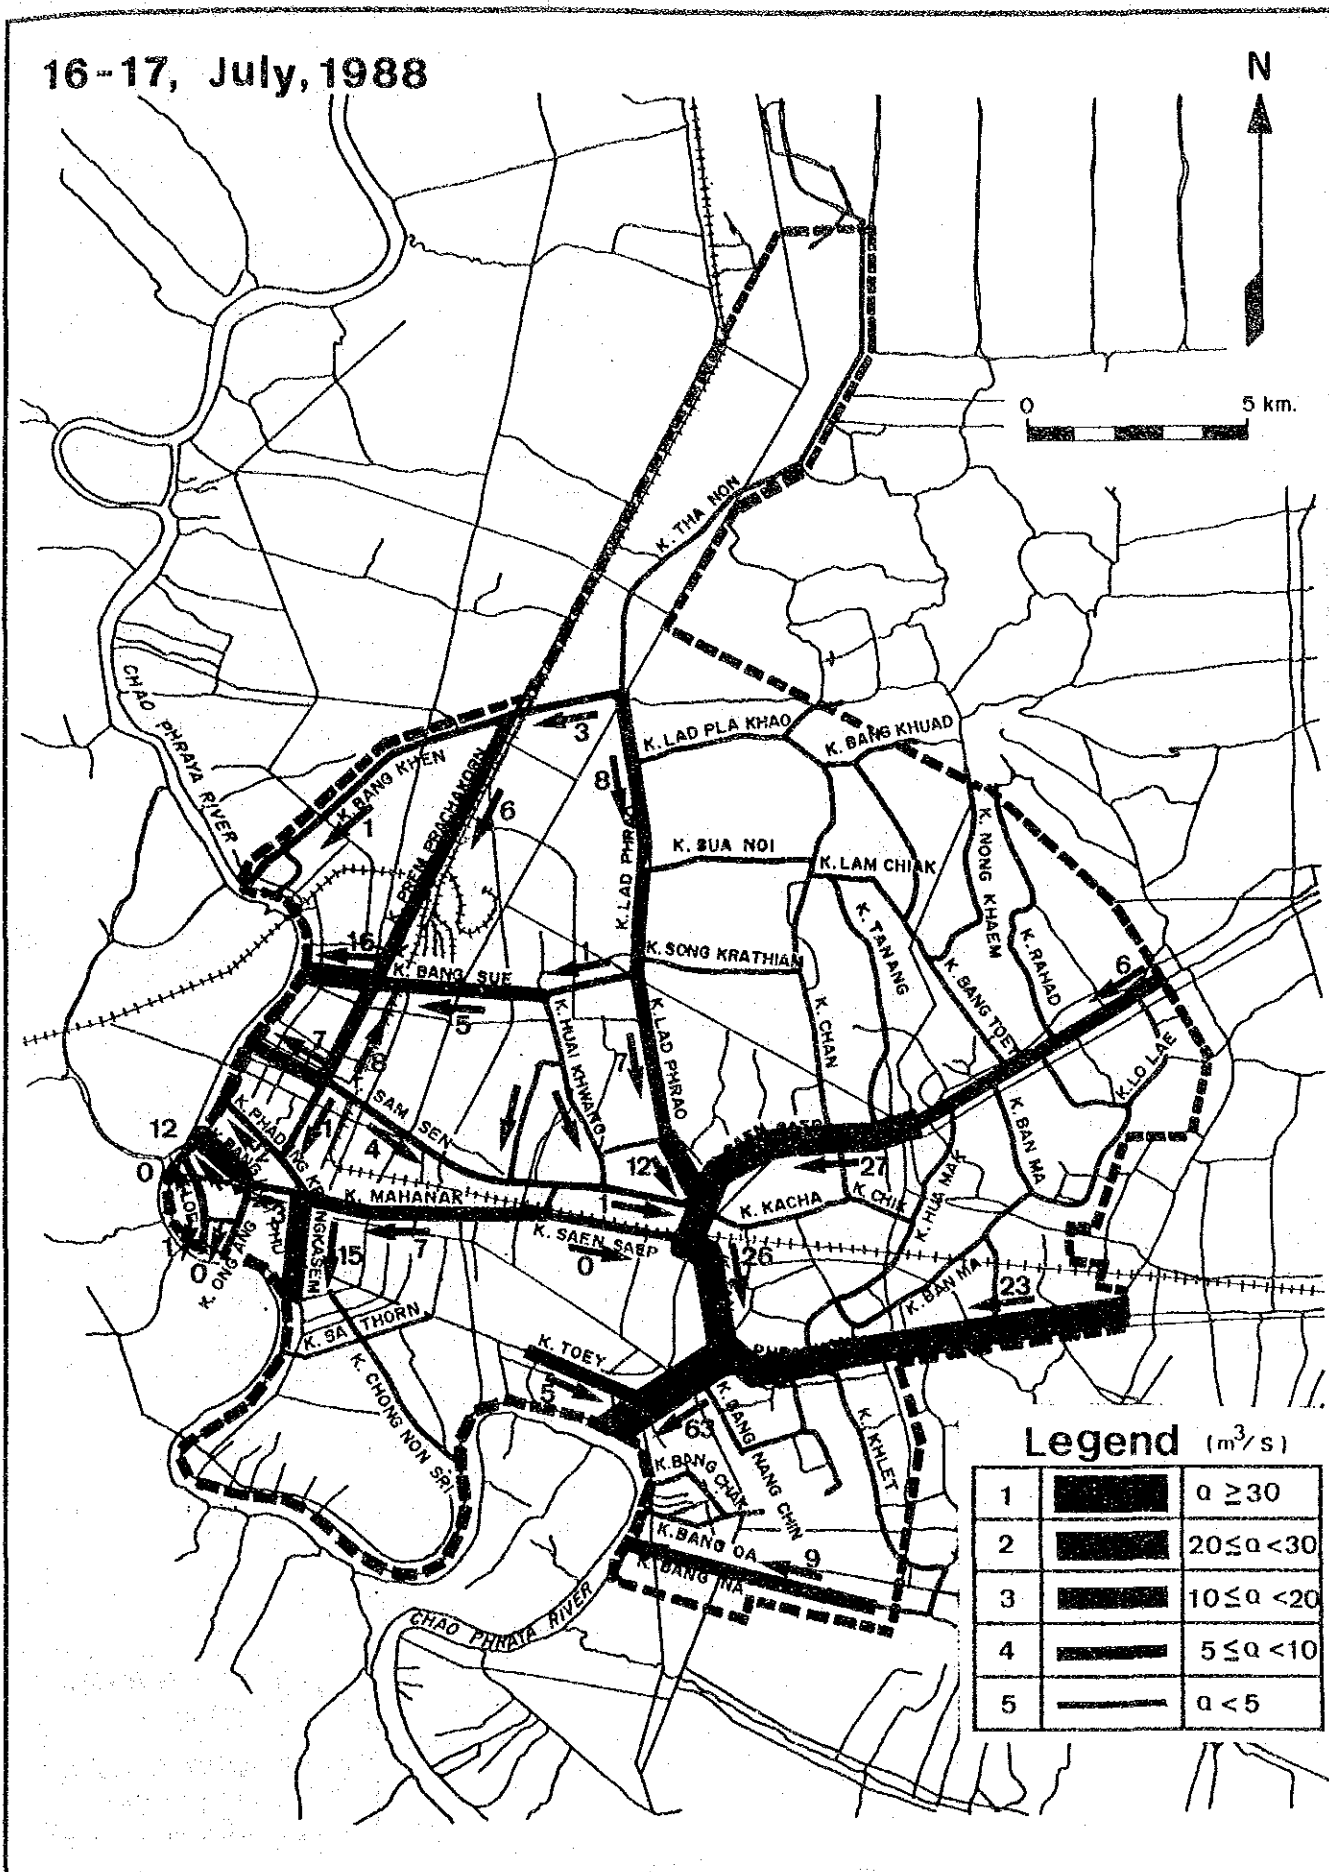 16-17, July, 1988
N
0 5 km.
K. THA NON
CHAO PHRAYA RIVER
3
K. LAD PLA KHAO
K. BANG KHUAD
K. BANG KHEN
1
K. PREM PRACHAKORN
6
8
K. LAD PHRAO
K. SUA NOI
K. LAM CHIAK
K. NONG KHAEM
K. TANANG
K. RAHAD
16
K. BANG SUE
1
K. SONG KRATHIAM
K. BANG TOEY
6
5
K. HUAI KHWANG
K. LAD PHRAO
7
K. CHAN
K. LO LAE
7
SAM SEN
4
1
K. PHADUNG KRUNGKASEM
12
0
K. BAN MA
12
27
K. MAHANAK
1
K. KACHA
K. CHIK
K. HUA MAK
7
K. SAEN SAEP
0
15
26
K. ONG ANG
1
0
K. BAN MA
23
K. SA THORN
K. TOEY
K. CHONG NON SRI
63
K. BANG NANG CHIN
K. KHLET
K. BANG CHAK
K. BANG OA
9
K. BANG NA
CHAO PHRAYA RIVER
Legend (m³/s)
1 Q ≧ 30
2 20 ≦ Q < 30
3 10 ≦ Q < 20
4 5 ≦ Q < 10
5 Q < 5